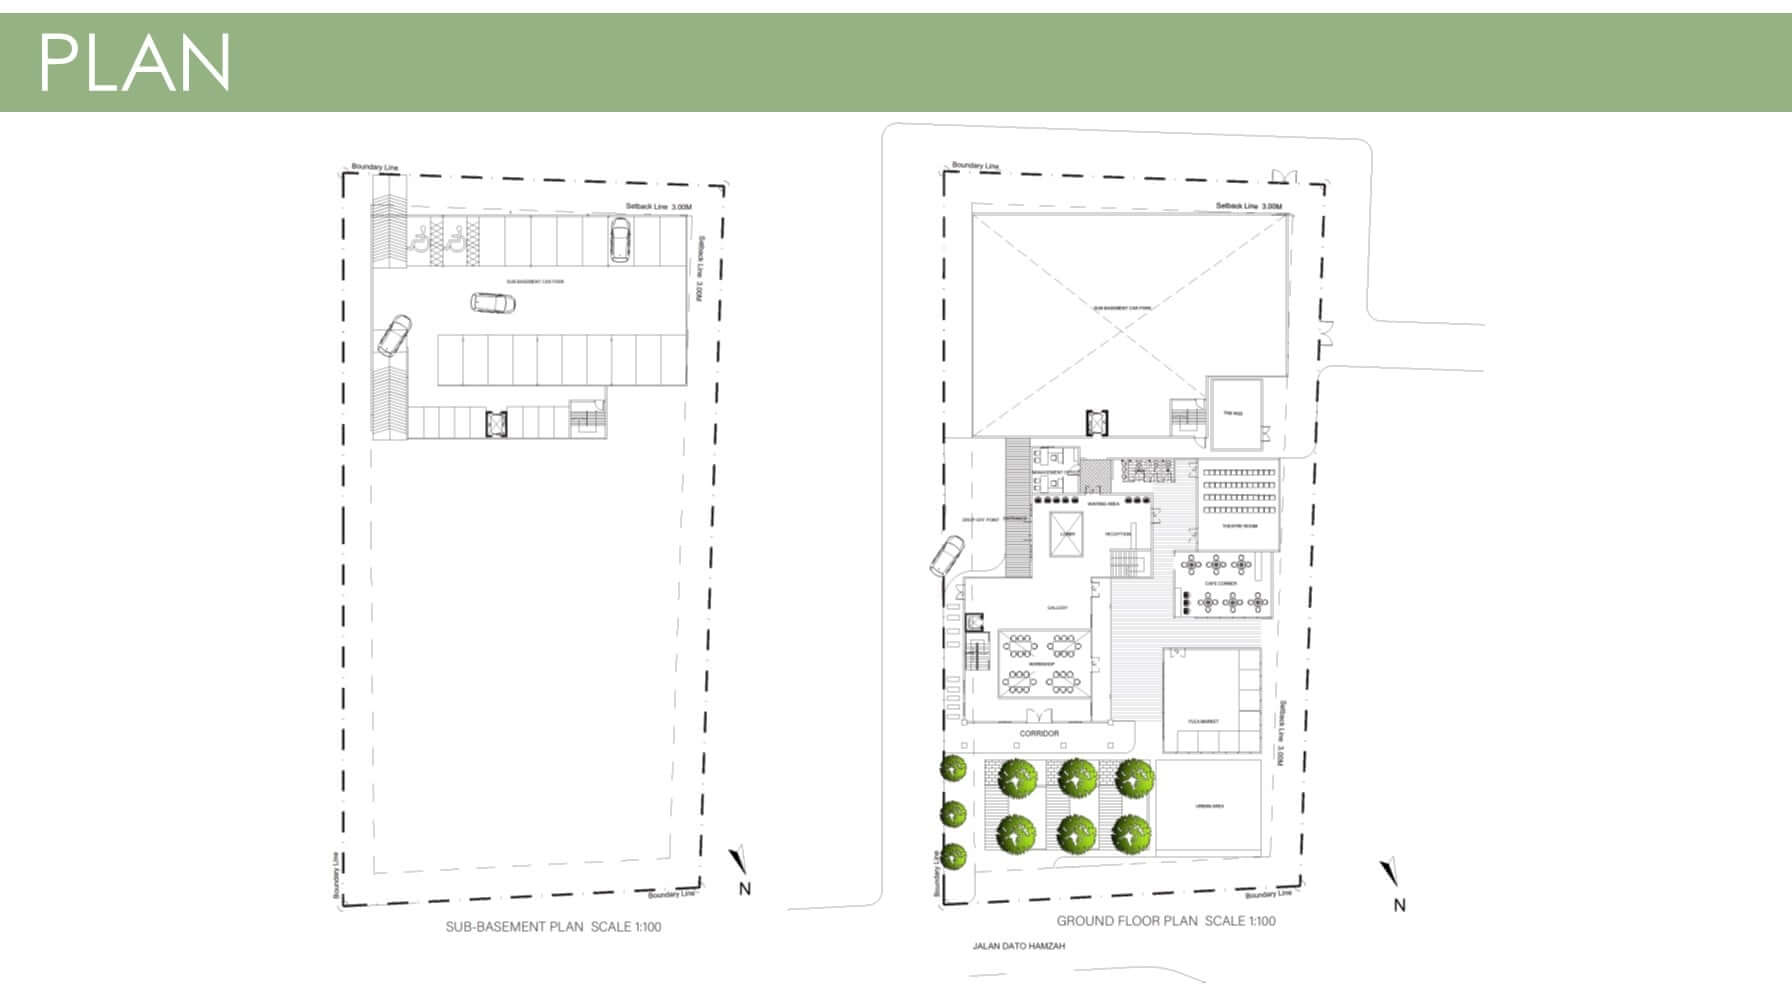 PLAN
Boundary Line
Setback Line 3.00M
Setback Line 3.00M
SUB-BASEMENT CAR PARK
Boundary Line
Boundary Line
N
SUB-BASEMENT PLAN SCALE 1:100
Boundary Line
Setback Line 3.00M
SUB-BASEMENT CAR PARK
MANAGEMENT OFFICE
WAITING AREA
DROP OFF POINT
ENTRANCE
LOBBY
RECEPTION
THEATRE ROOM
CAFE CORNER
GALLERY
WORKSHOP
FLEA MARKET
Setback Line 3.00M
CORRIDOR
URBAN AREA
Boundary Line
Boundary Line
N
GROUND FLOOR PLAN SCALE 1:100
JALAN DATO HAMZAH